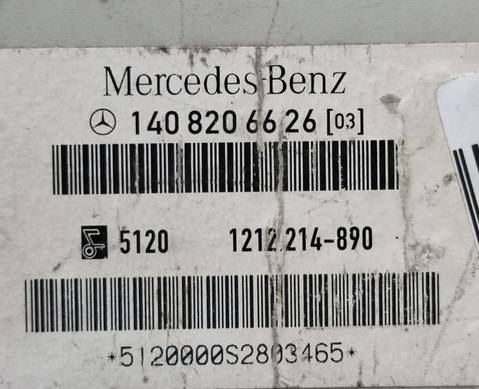 Mercedes-Benz
140 820 66 26 [03]
5120 1212.214-890
*5120000S2803465*